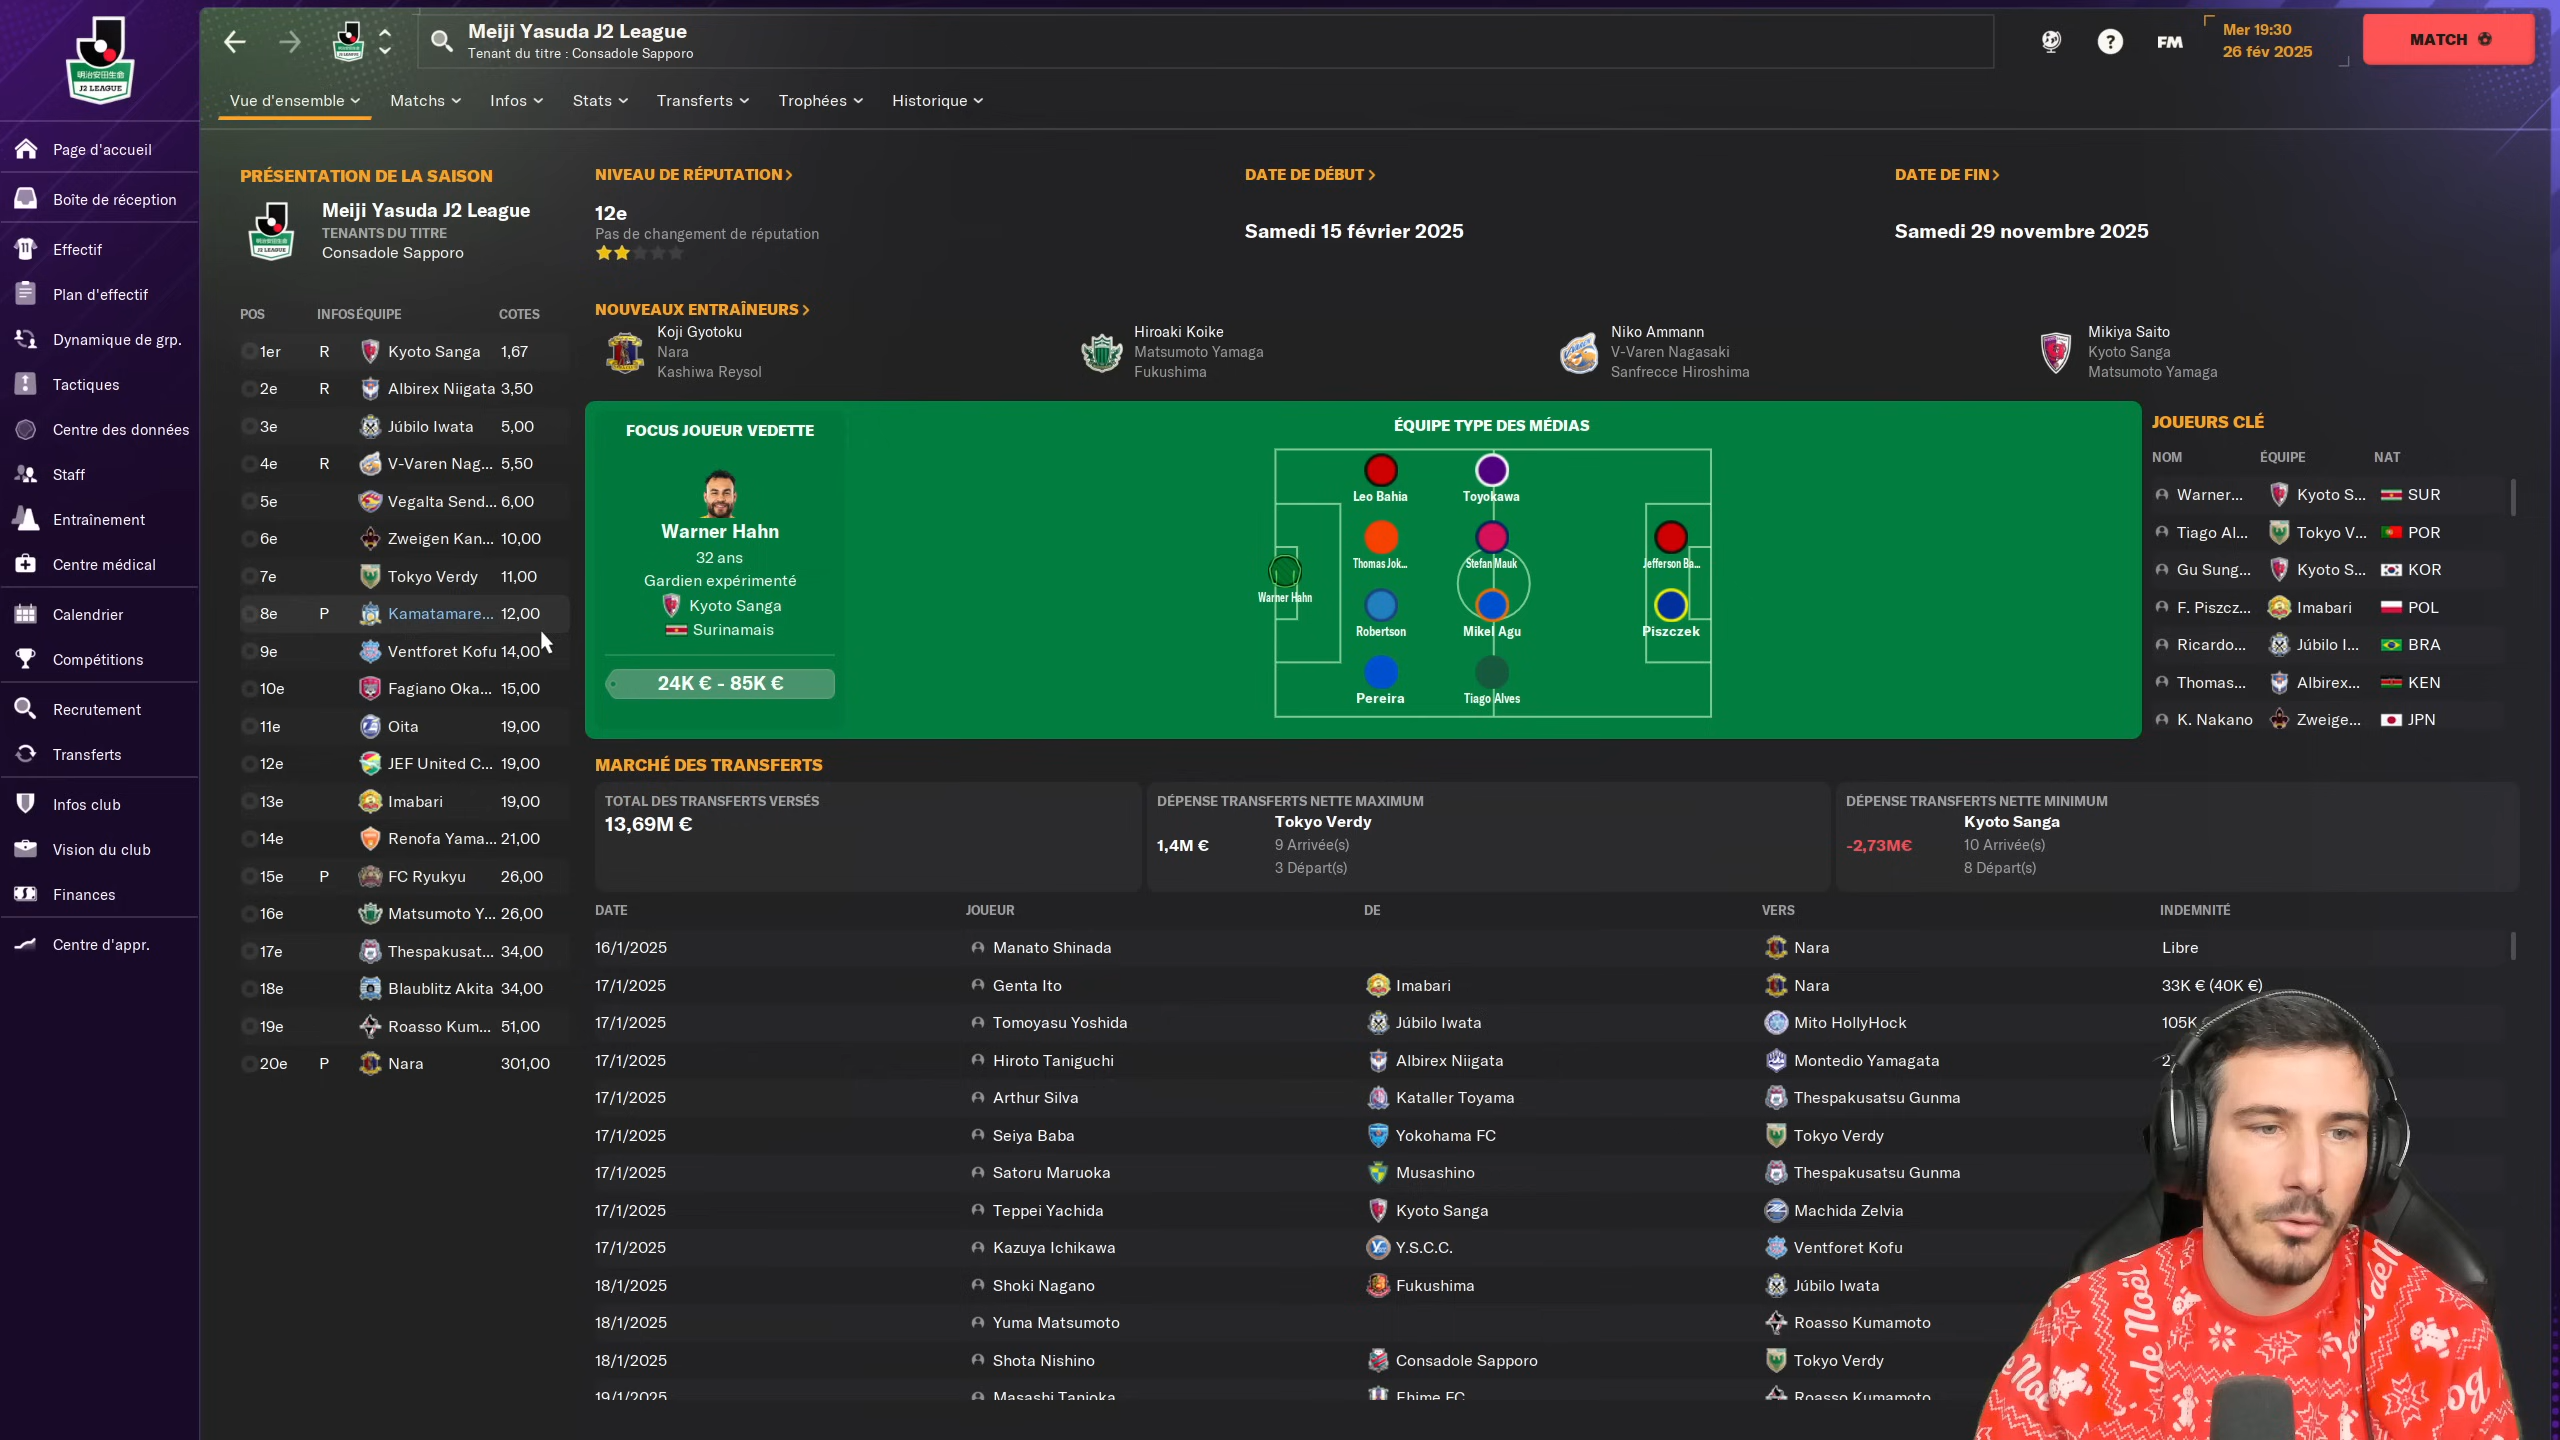 Meiji Yasuda J2 League
Tenant du titre : Consadole Sapporo
FM
Mer 19:30
26 fév 2025
MATCH
明治安田生命
J2 LEAGUE
Vue d'ensemble
Matchs
Infos
Stats
Transferts
Trophées
Historique
Page d'accueil
Boîte de réception
Effectif
Plan d'effectif
Dynamique de grp.
Tactiques
Centre des données
Staff
Entraînement
Centre médical
Calendrier
Compétitions
Recrutement
Transferts
Infos club
Vision du club
Finances
Centre d'appr.
PRÉSENTATION DE LA SAISON
Meiji Yasuda J2 League
TENANTS DU TITRE
Consadole Sapporo
NIVEAU DE RÉPUTATION
12e
Pas de changement de réputation
DATE DE DÉBUT
Samedi 15 février 2025
DATE DE FIN
Samedi 29 novembre 2025
POS INFOS ÉQUIPE COTES
1er R Kyoto Sanga 1,67
2e R Albirex Niigata 3,50
3e Júbilo Iwata 5,00
4e R V-Varen Nag... 5,50
5e Vegalta Send... 6,00
6e Zweigen Kan... 10,00
7e Tokyo Verdy 11,00
8e P Kamatamare... 12,00
9e Ventforet Kofu 14,00
10e Fagiano Oka... 15,00
11e Oita 19,00
12e JEF United C... 19,00
13e Imabari 19,00
14e Renofa Yama... 21,00
15e P FC Ryukyu 26,00
16e Matsumoto Y... 26,00
17e Thespakusat... 34,00
18e Blaublitz Akita 34,00
19e Roasso Kum... 51,00
20e P Nara 301,00
NOUVEAUX ENTRAÎNEURS
Koji Gyotoku
Nara
Kashiwa Reysol
Hiroaki Koike
Matsumoto Yamaga
Fukushima
Niko Ammann
V-Varen Nagasaki
Sanfrecce Hiroshima
Mikiya Saito
Kyoto Sanga
Matsumoto Yamaga
FOCUS JOUEUR VEDETTE
Warner Hahn
32 ans
Gardien expérimenté
Kyoto Sanga
Surinamais
24K € - 85K €
ÉQUIPE TYPE DES MÉDIAS
Leo Bahia
Toyokawa
Thomas Jok...
Stefan Mauk
Jefferson Ba...
Warner Hahn
Robertson
Mikel Agu
Piszczek
Pereira
Tiago Alves
JOUEURS CLÉ
NOM ÉQUIPE NAT
Warner... Kyoto S... SUR
Tiago Al... Tokyo V... POR
Gu Sung... Kyoto S... KOR
F. Piszcz... Imabari POL
Ricardo... Júbilo I... BRA
Thomas... Albirex... KEN
K. Nakano Zweige... JPN
MARCHÉ DES TRANSFERTS
TOTAL DES TRANSFERTS VERSÉS
13,69M €
DÉPENSE TRANSFERTS NETTE MAXIMUM
Tokyo Verdy
1,4M €
9 Arrivée(s)
3 Départ(s)
DÉPENSE TRANSFERTS NETTE MINIMUM
Kyoto Sanga
-2,73M€
10 Arrivée(s)
8 Départ(s)
DATE JOUEUR DE VERS INDEMNITÉ
16/1/2025 Manato Shinada Nara Libre
17/1/2025 Genta Ito Imabari Nara 33K € (40K €)
17/1/2025 Tomoyasu Yoshida Júbilo Iwata Mito HollyHock 105K
17/1/2025 Hiroto Taniguchi Albirex Niigata Montedio Yamagata
17/1/2025 Arthur Silva Kataller Toyama Thespakusatsu Gunma
17/1/2025 Seiya Baba Yokohama FC Tokyo Verdy
17/1/2025 Satoru Maruoka Musashino Thespakusatsu Gunma
17/1/2025 Teppei Yachida Kyoto Sanga Machida Zelvia
17/1/2025 Kazuya Ichikawa Y.S.C.C. Ventforet Kofu
18/1/2025 Shoki Nagano Fukushima Júbilo Iwata
18/1/2025 Yuma Matsumoto Roasso Kumamoto
18/1/2025 Shota Nishino Consadole Sapporo Tokyo Verdy
19/1/2025 Masashi Tanioka Ehime FC Roasso Kumamoto
de Noël